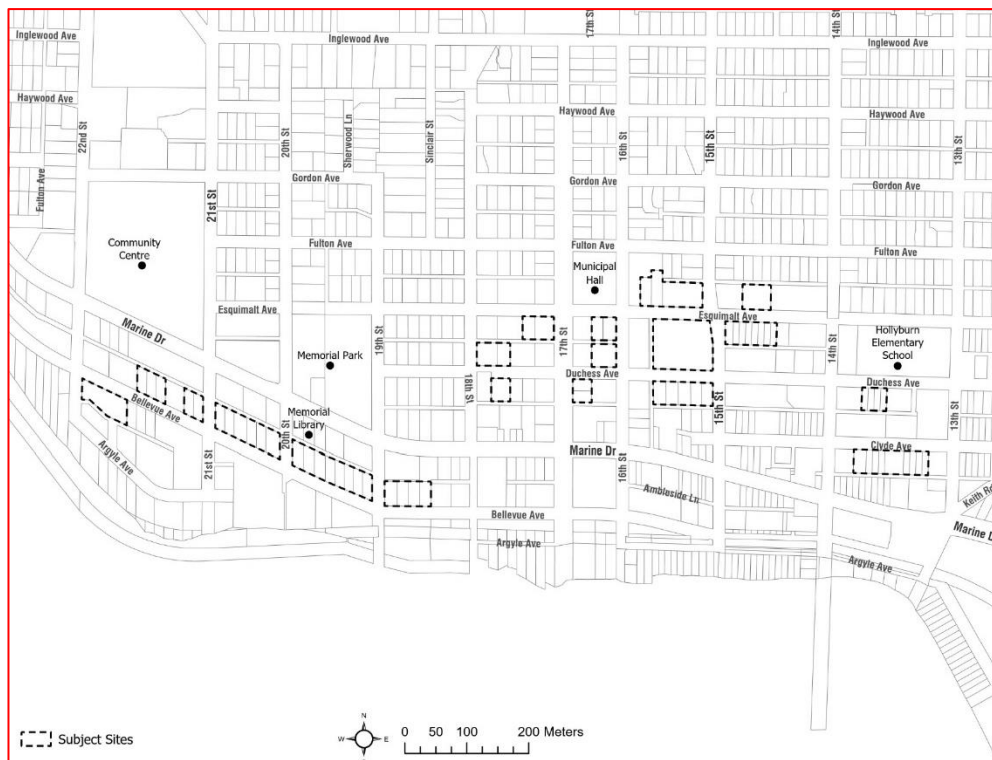 17th St
14th St
Inglewood Ave
Inglewood Ave
Inglewood Ave
Haywood Ave
Haywood Ave
Haywood Ave
22nd St
20th St
Sherwood Ln
Sinclair St
16th St
15th St
13th St
Fulton Ave
Gordon Ave
Gordon Ave
Gordon Ave
21st St
Community
Centre
Fulton Ave
Fulton Ave
Fulton Ave
Municipal
Hall
Esquimalt Ave
Esquimalt Ave
Marine Dr
19th St
17th St
14th St
Hollyburn
Elementary
School
Memorial Park
Duchess Ave
Duchess Ave
18th St
15th St
13th St
Bellevue Ave
Memorial
Library
20th St
21st St
Argyle Ave
Marine Dr
16th St
Clyde Ave
Ambleside Ln
Keith Rd
Bellevue Ave
Marine D
Argyle Ave
Argyle Ave
Subject Sites
N
W E
S
0 50 100 200 Meters